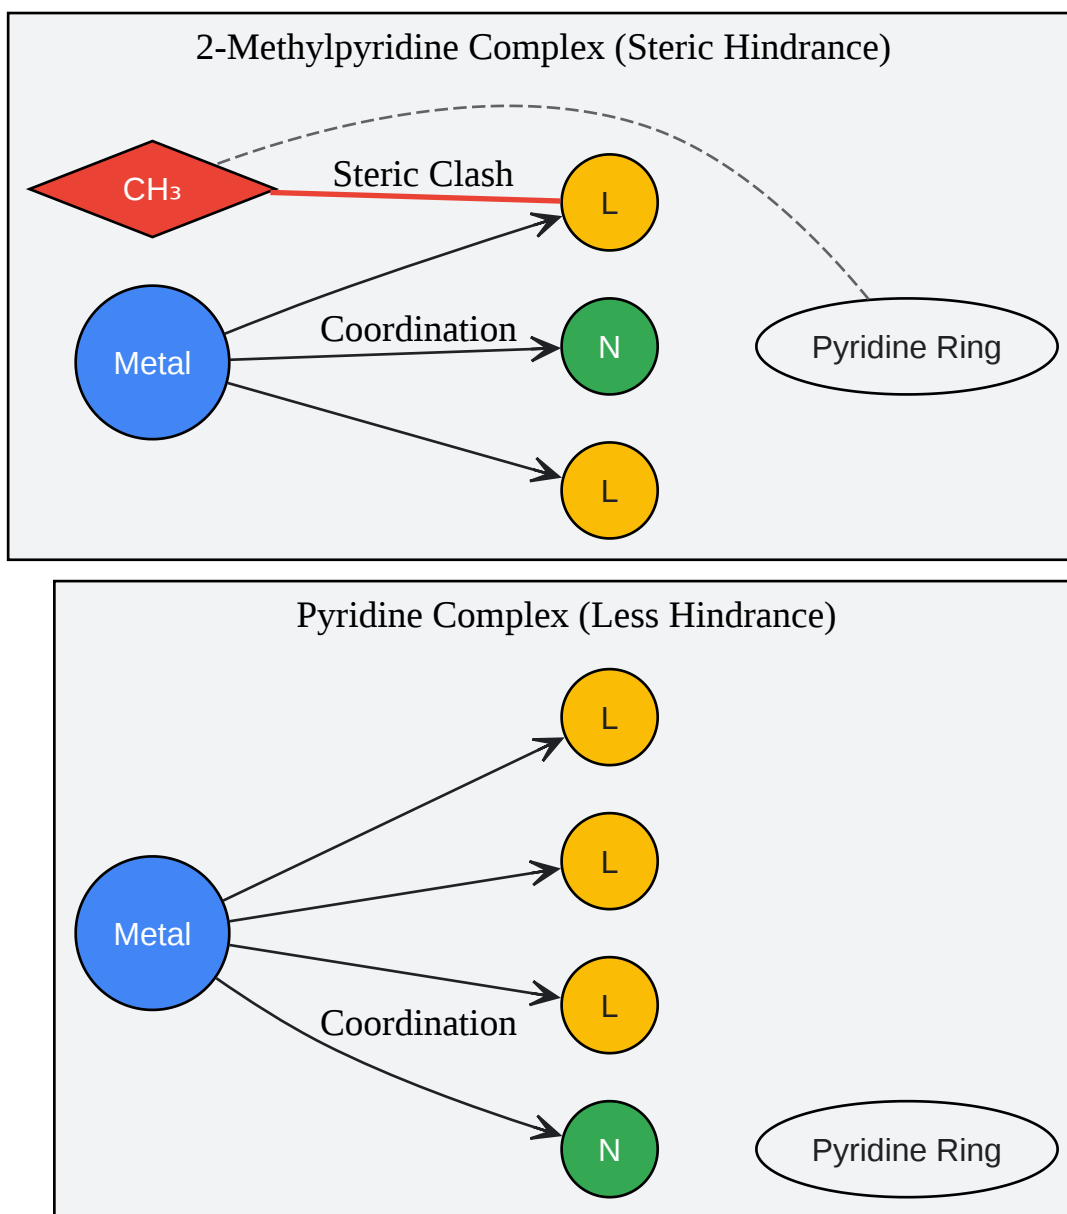 2-Methylpyridine Complex (Steric Hindrance)
CH₃
Steric Clash
L
Metal
Coordination
N
Pyridine Ring
L
Pyridine Complex (Less Hindrance)
L
L
Metal
L
Coordination
N
Pyridine Ring